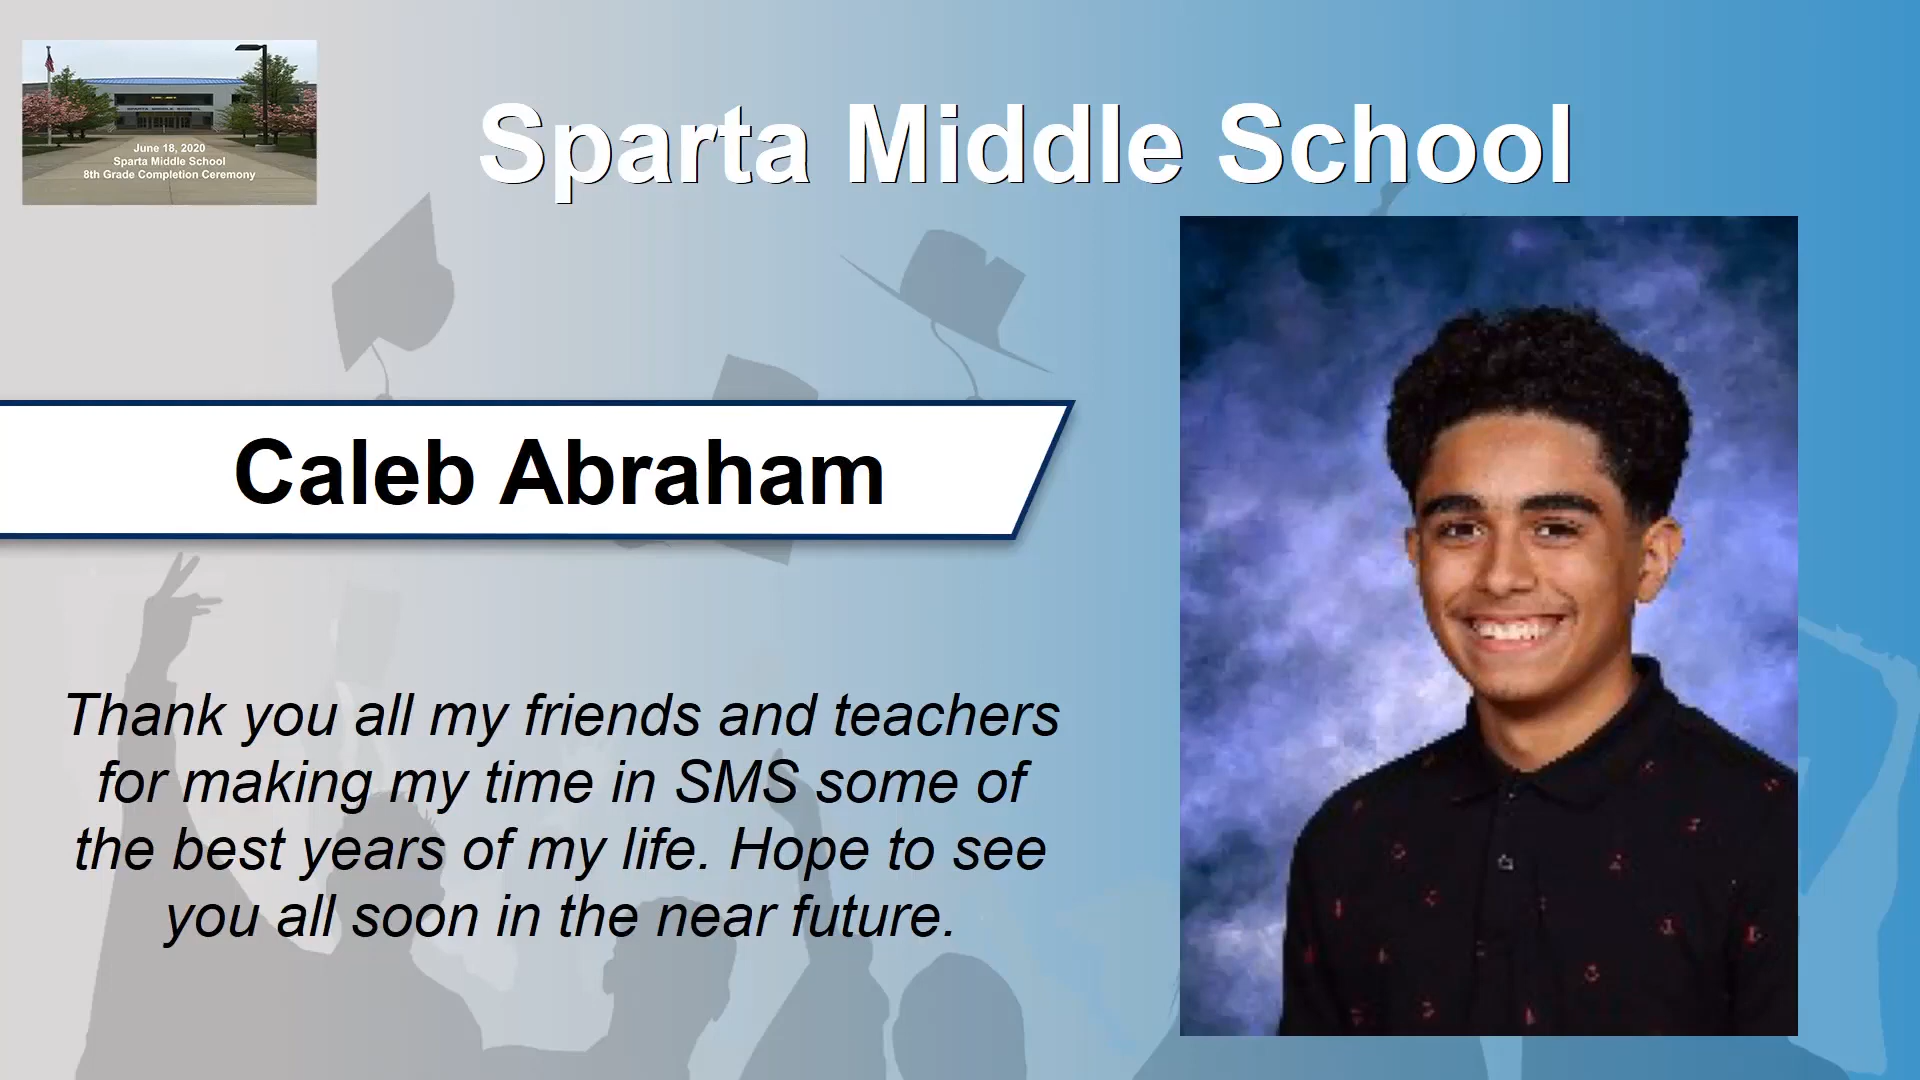 June 18, 2020
Sparta Middle School
8th Grade Completion Ceremony
Sparta Middle School
Caleb Abraham
Thank you all my friends and teachers
for making my time in SMS some of
the best years of my life. Hope to see
you all soon in the near future.